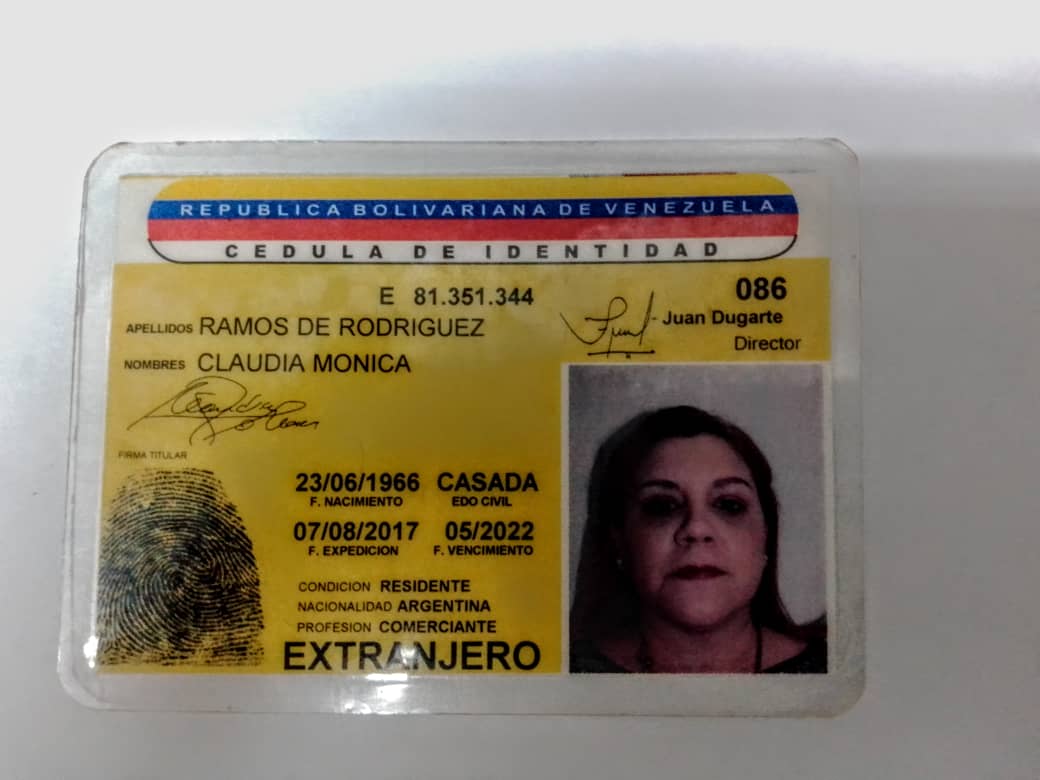 REPUBLICA BOLIVARIANA DE VENEZUELA
CEDULA DE IDENTIDAD
E 81.351.344
086
APELLIDOS RAMOS DE RODRIGUEZ
Juan Dugarte
Director
NOMBRES CLAUDIA MONICA
FIRMA TITULAR
23/06/1966 CASADA
F. NACIMIENTO EDO CIVIL
07/08/2017 05/2022
F. EXPEDICION F. VENCIMIENTO
CONDICION RESIDENTE
NACIONALIDAD ARGENTINA
PROFESION COMERCIANTE
EXTRANJERO